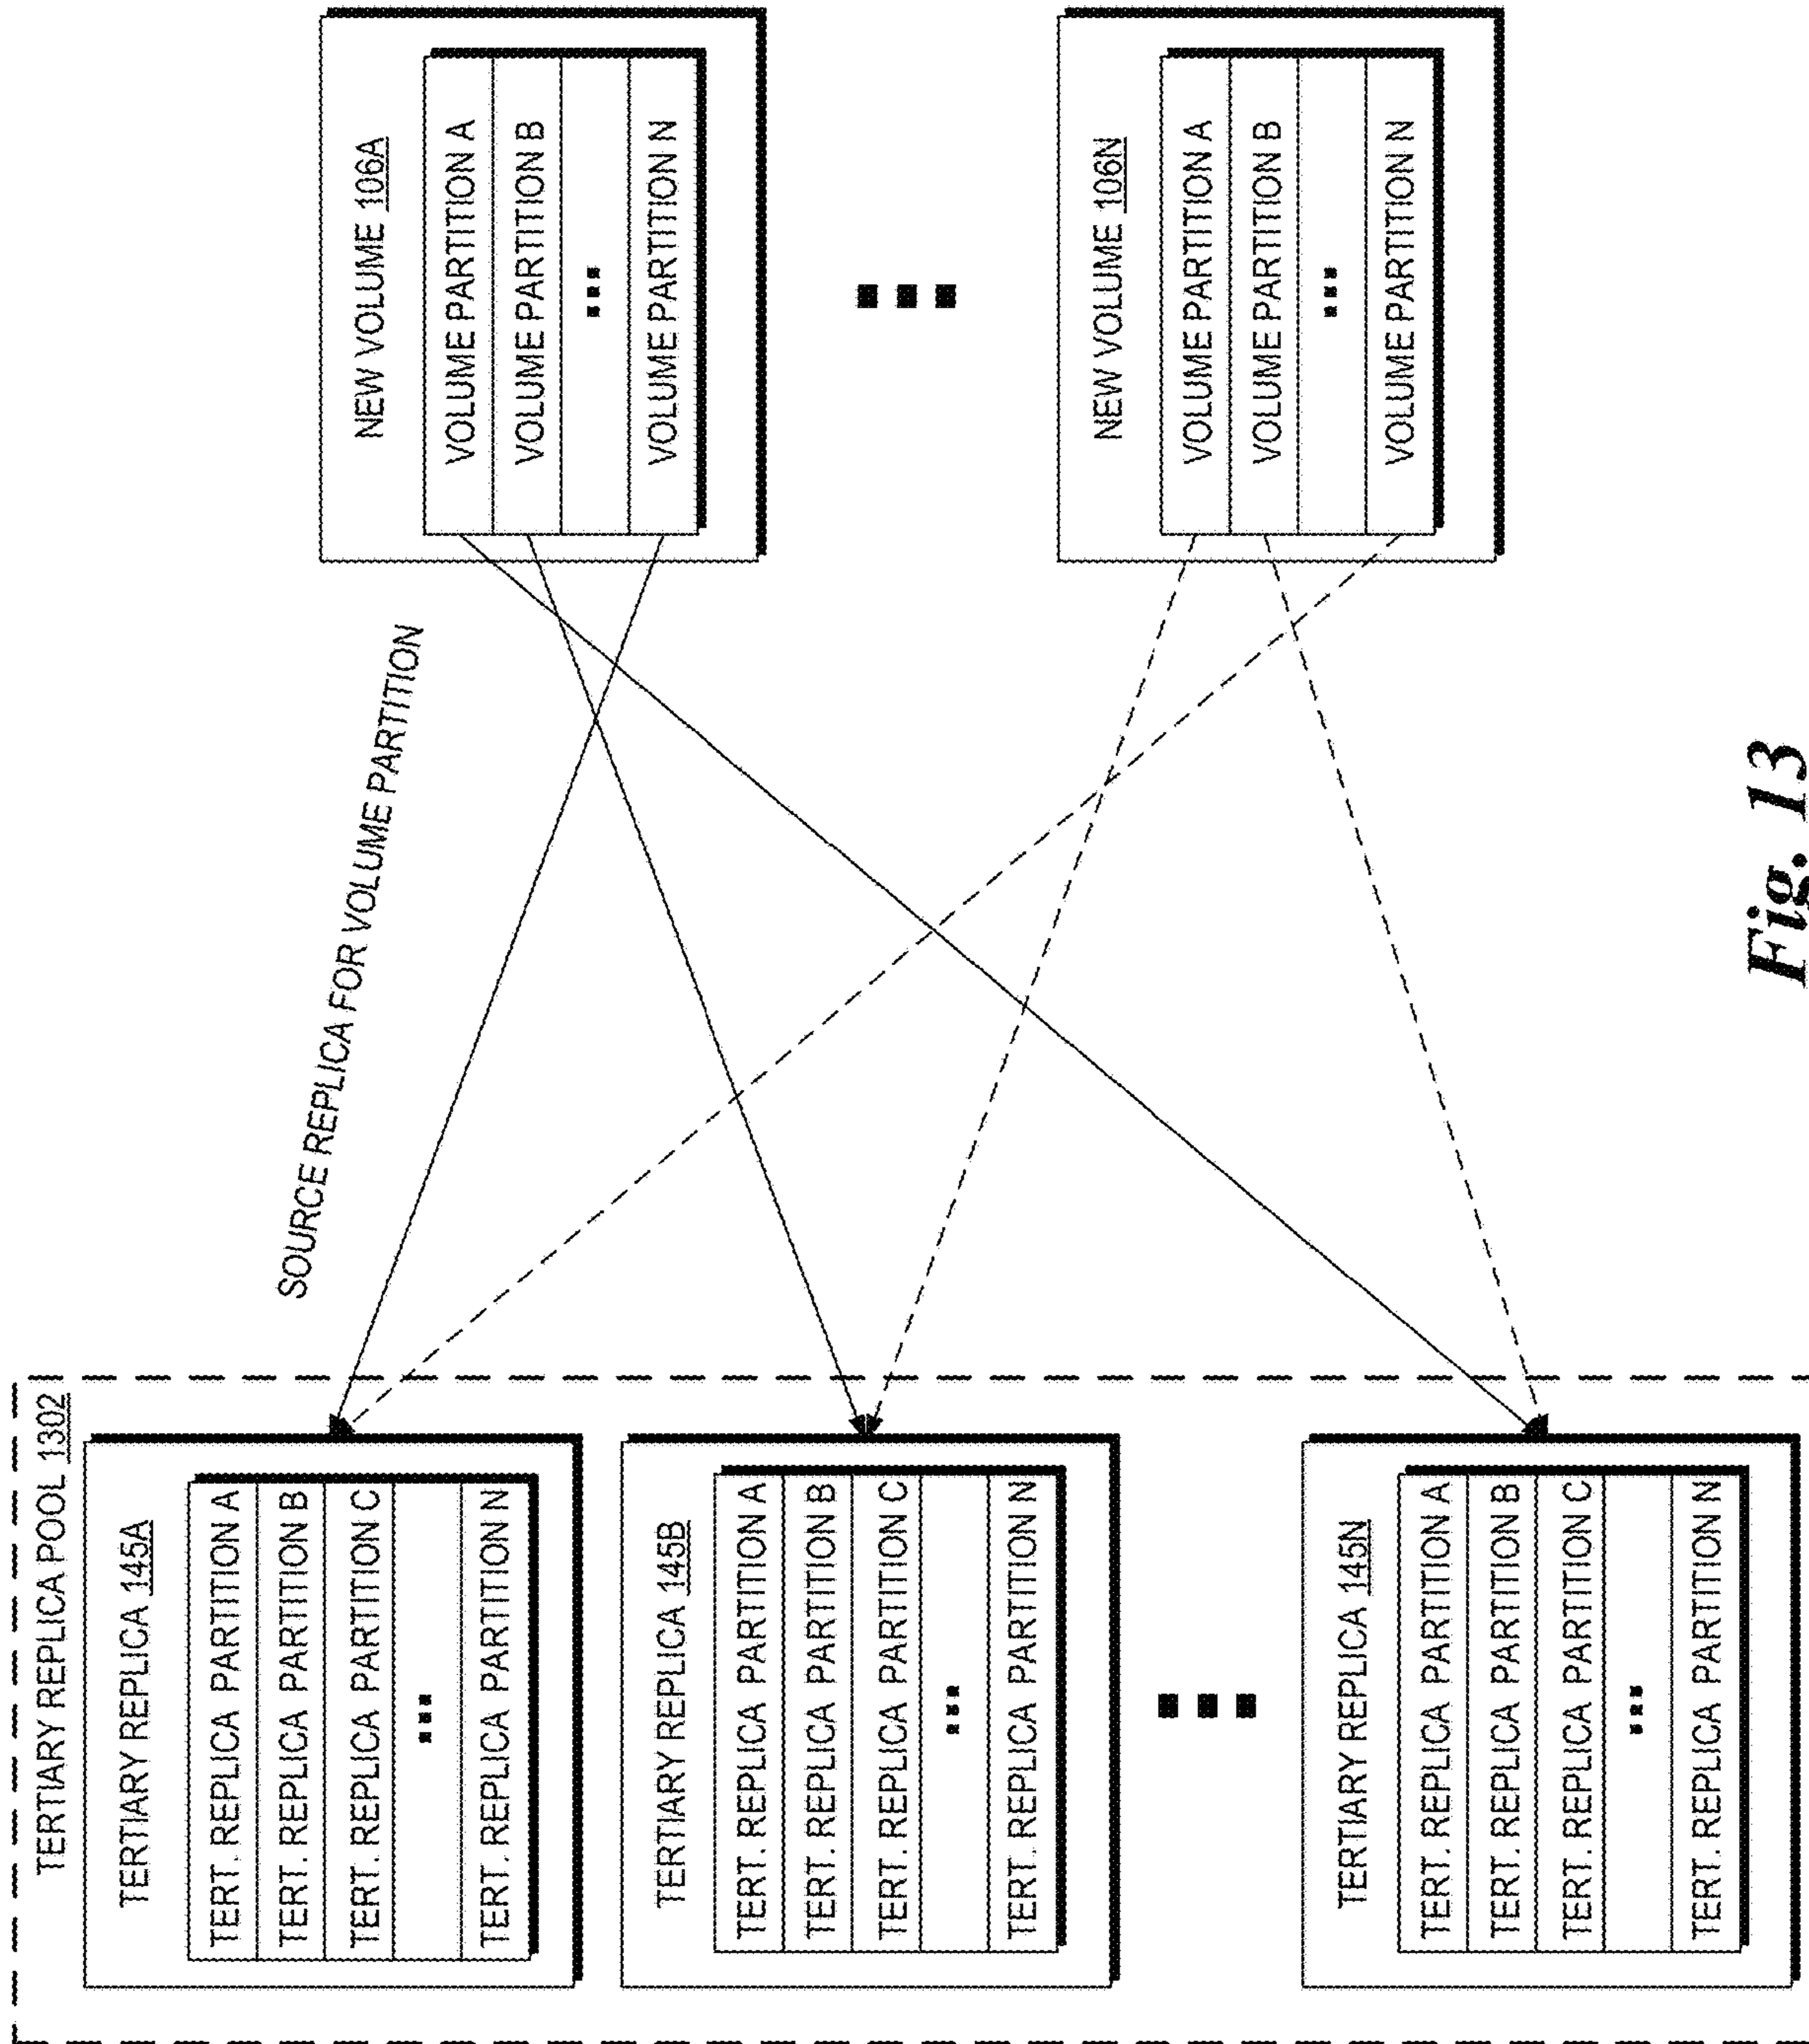 TERTIARY REPLICA POOL 1302
TERTIARY REPLICA 145A
TERT. REPLICA PARTITION A
TERT. REPLICA PARTITION B
TERT. REPLICA PARTITION C
...
TERT. REPLICA PARTITION N
TERTIARY REPLICA 145B
TERT. REPLICA PARTITION A
TERT. REPLICA PARTITION B
TERT. REPLICA PARTITION C
...
TERT. REPLICA PARTITION N
...
TERTIARY REPLICA 145N
TERT. REPLICA PARTITION A
TERT. REPLICA PARTITION B
TERT. REPLICA PARTITION C
...
TERT. REPLICA PARTITION N
SOURCE REPLICA FOR VOLUME PARTITION
NEW VOLUME 106A
VOLUME PARTITION A
VOLUME PARTITION B
...
VOLUME PARTITION N
...
NEW VOLUME 106N
VOLUME PARTITION A
VOLUME PARTITION B
...
VOLUME PARTITION N
Fig. 13